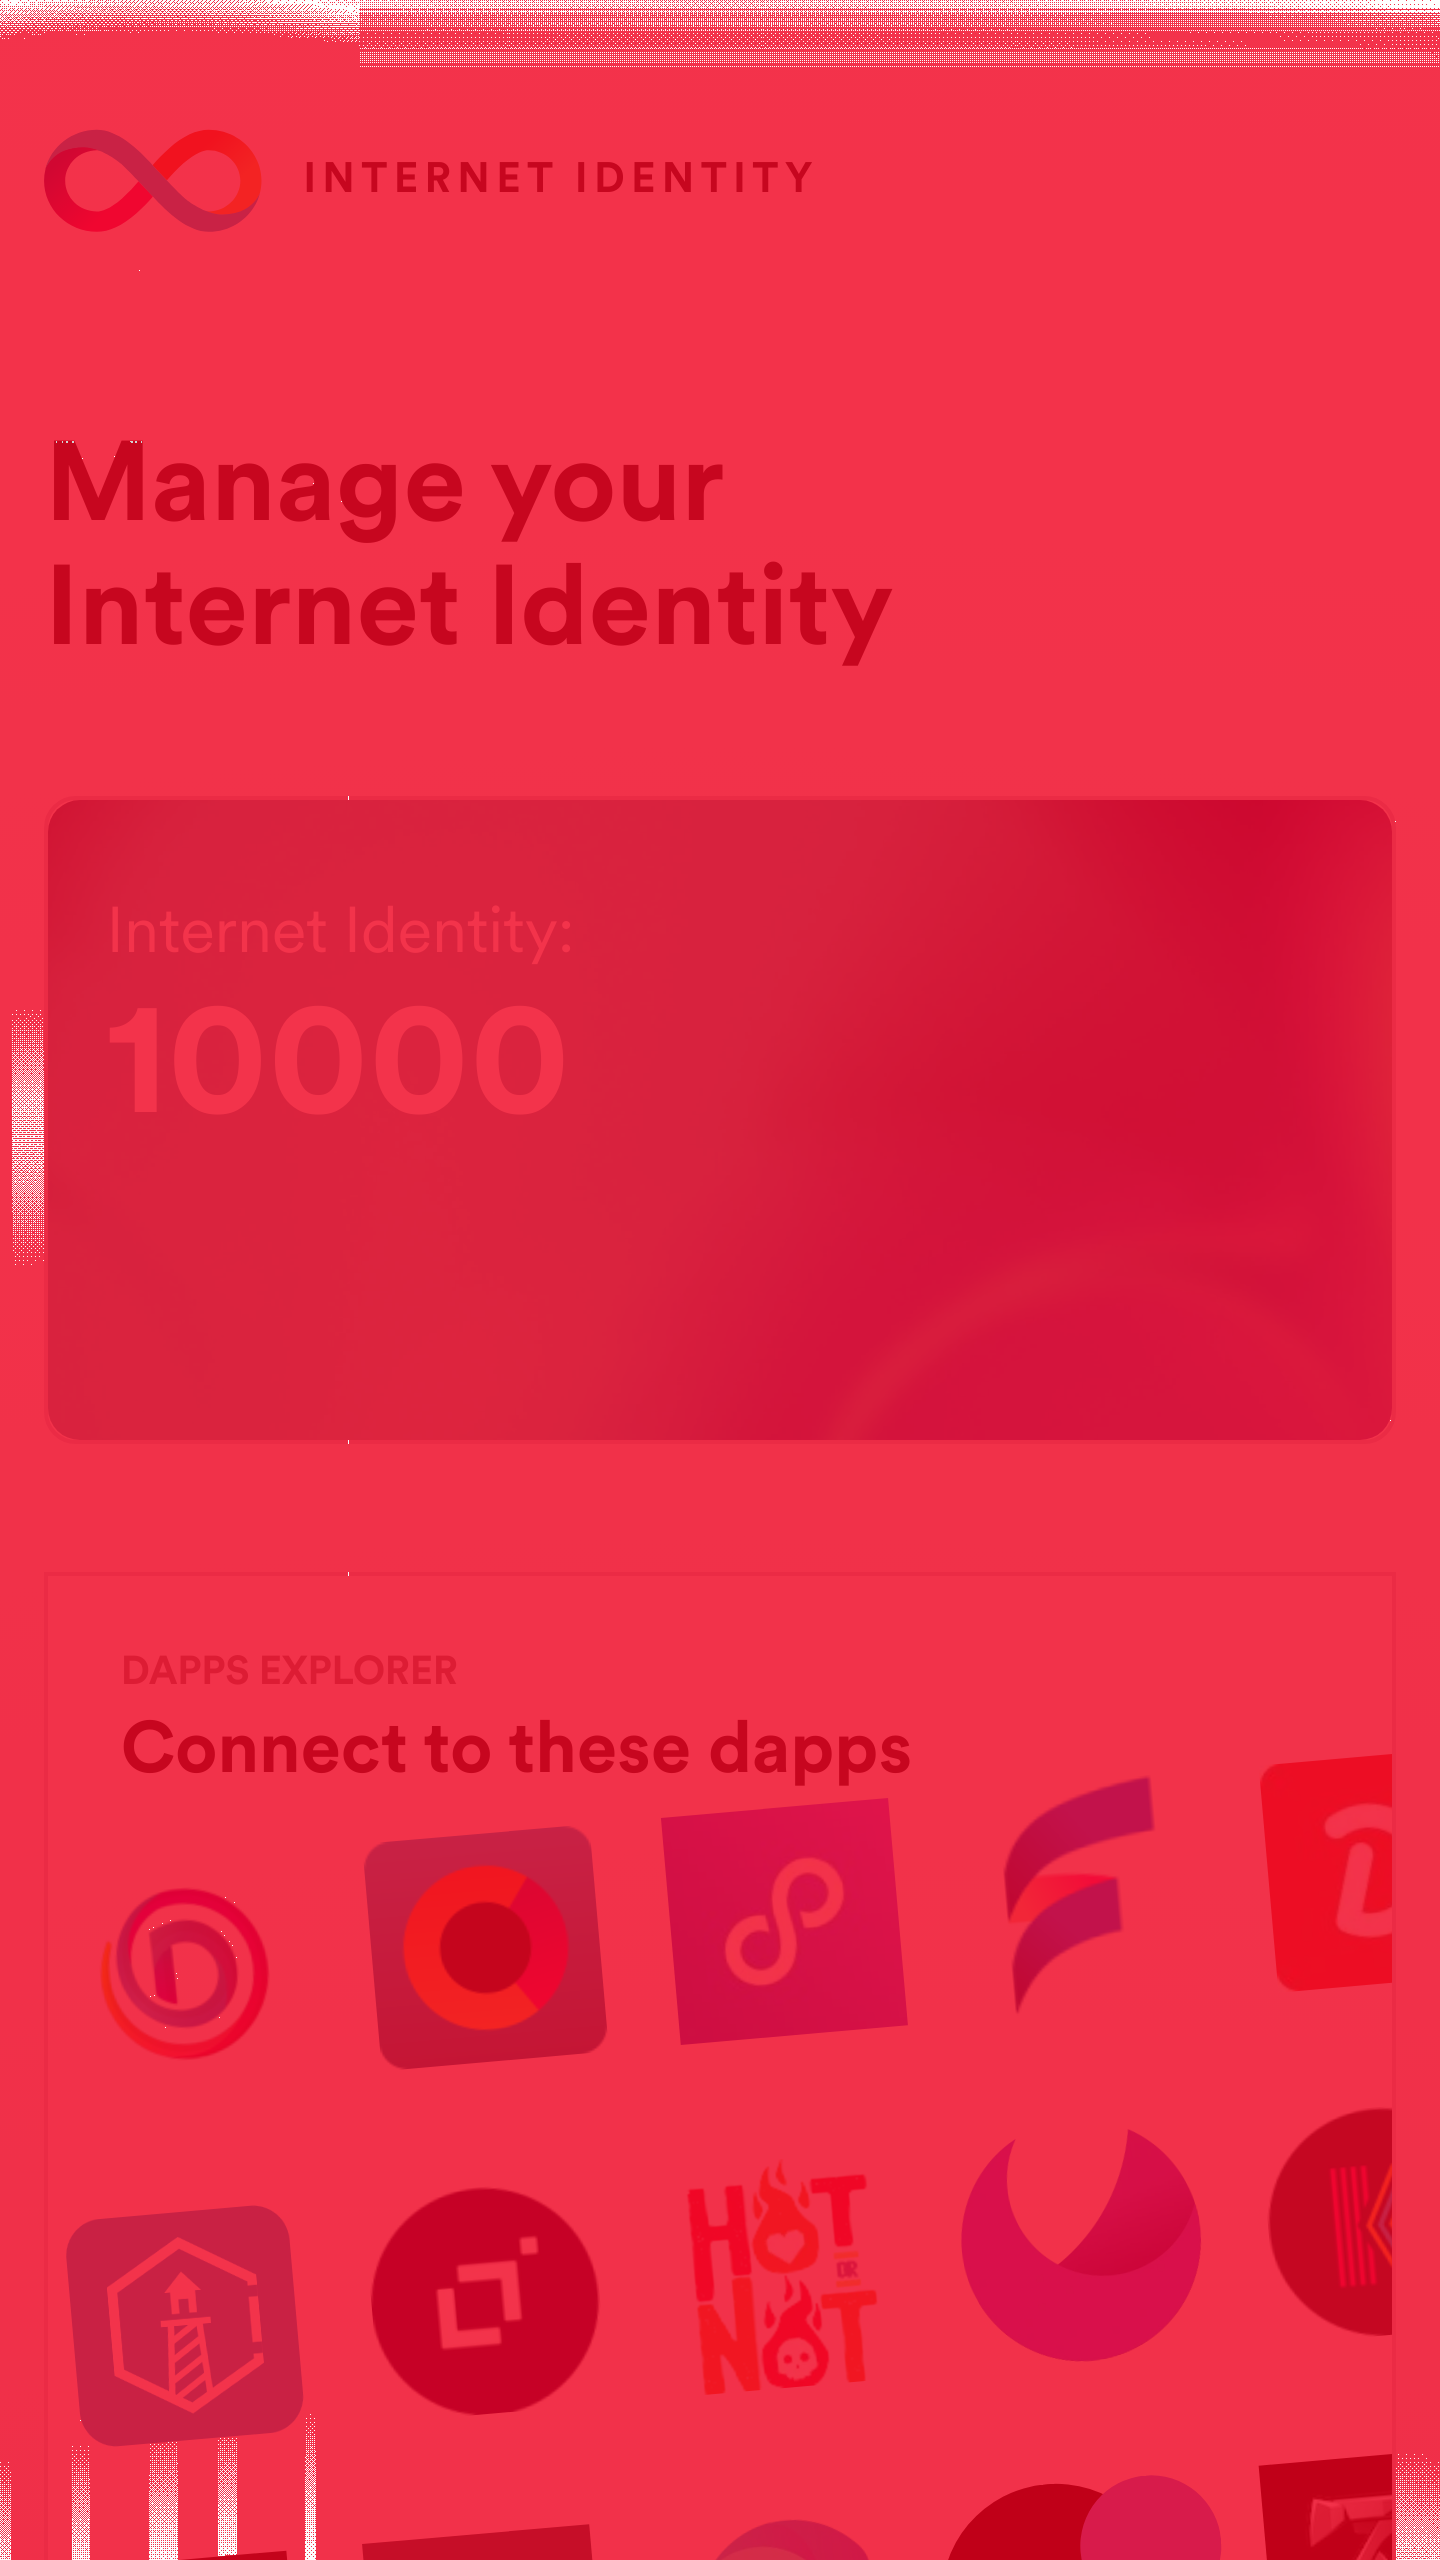 INTERNET IDENTITY
Manage your
Internet Identity
Internet Identity:
10000
DAPPS EXPLORER
Connect to these dapps
HOT
OR
NOT